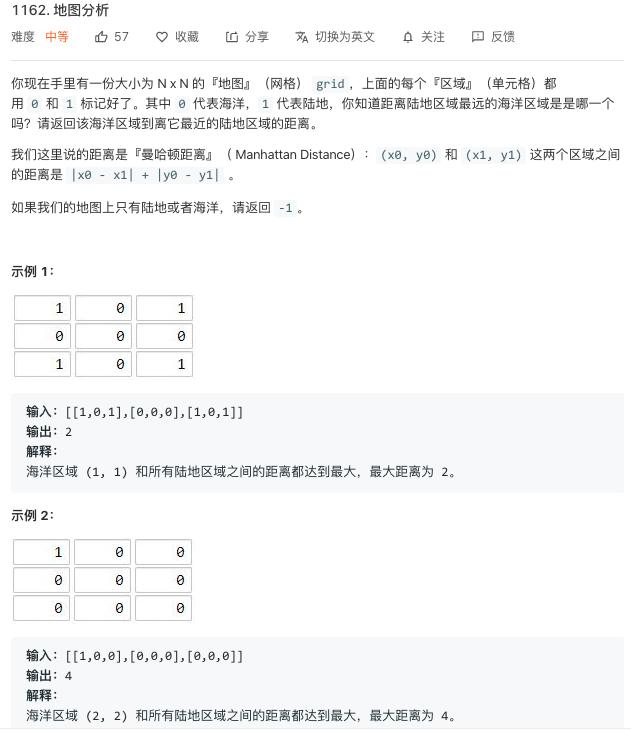 1162. 地图分析
难度 中等 57 收藏 分享 切换为英文 关注 反馈
你现在手里有一份大小为 N x N 的『地图』（网格） grid，上面的每个『区域』（单元格）都
用 0 和 1 标记好了。其中 0 代表海洋，1 代表陆地，你知道距离陆地区域最远的海洋区域是是哪一个
吗？请返回该海洋区域到离它最近的陆地区域的距离。
我们这里说的距离是『曼哈顿距离』（ Manhattan Distance）： (x0, y0) 和 (x1, y1) 这两个区域之间
的距离是 |x0 - x1| + |y0 - y1| 。
如果我们的地图上只有陆地或者海洋，请返回 -1 。
示例 1：
1 0 1
0 0 0
1 0 1
输入：[[1,0,1],[0,0,0],[1,0,1]]
输出：2
解释：
海洋区域 (1, 1) 和所有陆地区域之间的距离都达到最大，最大距离为 2。
示例 2：
1 0 0
0 0 0
0 0 0
输入：[[1,0,0],[0,0,0],[0,0,0]]
输出：4
解释：
海洋区域 (2, 2) 和所有陆地区域之间的距离都达到最大，最大距离为 4。